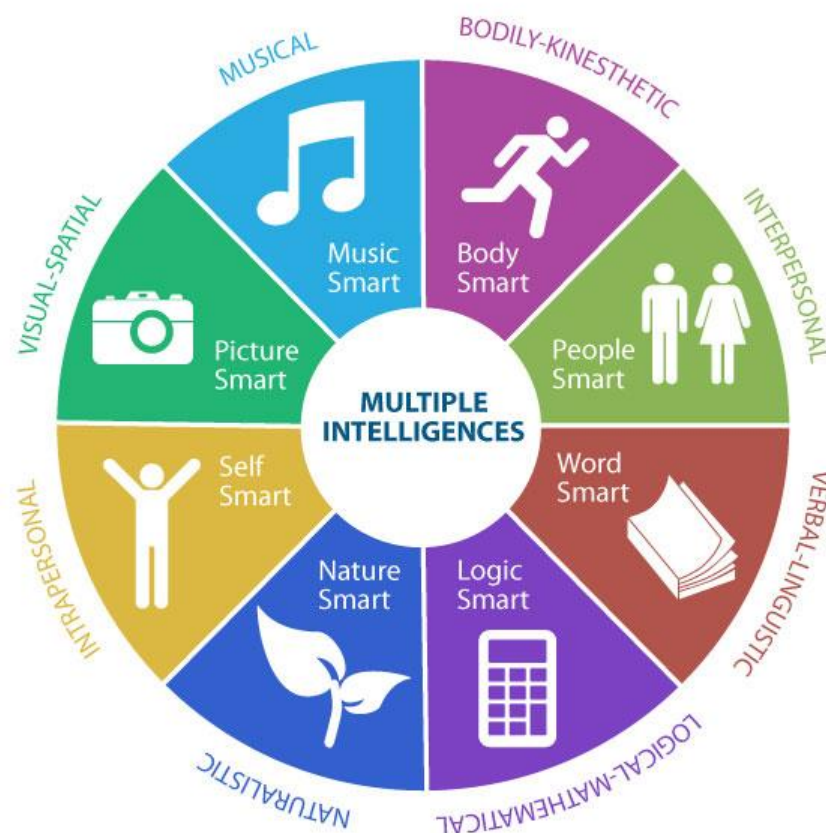 MUSICAL
BODILY-KINESTHETIC
INTERPERSONAL
VERBAL-LINGUISTIC
LOGICAL-MATHEMATICAL
NATURALISTIC
INTRAPERSONAL
VISUAL-SPATIAL
Music
Smart
Body
Smart
People
Smart
Word
Smart
Logic
Smart
Nature
Smart
Self
Smart
Picture
Smart
MULTIPLE
INTELLIGENCES